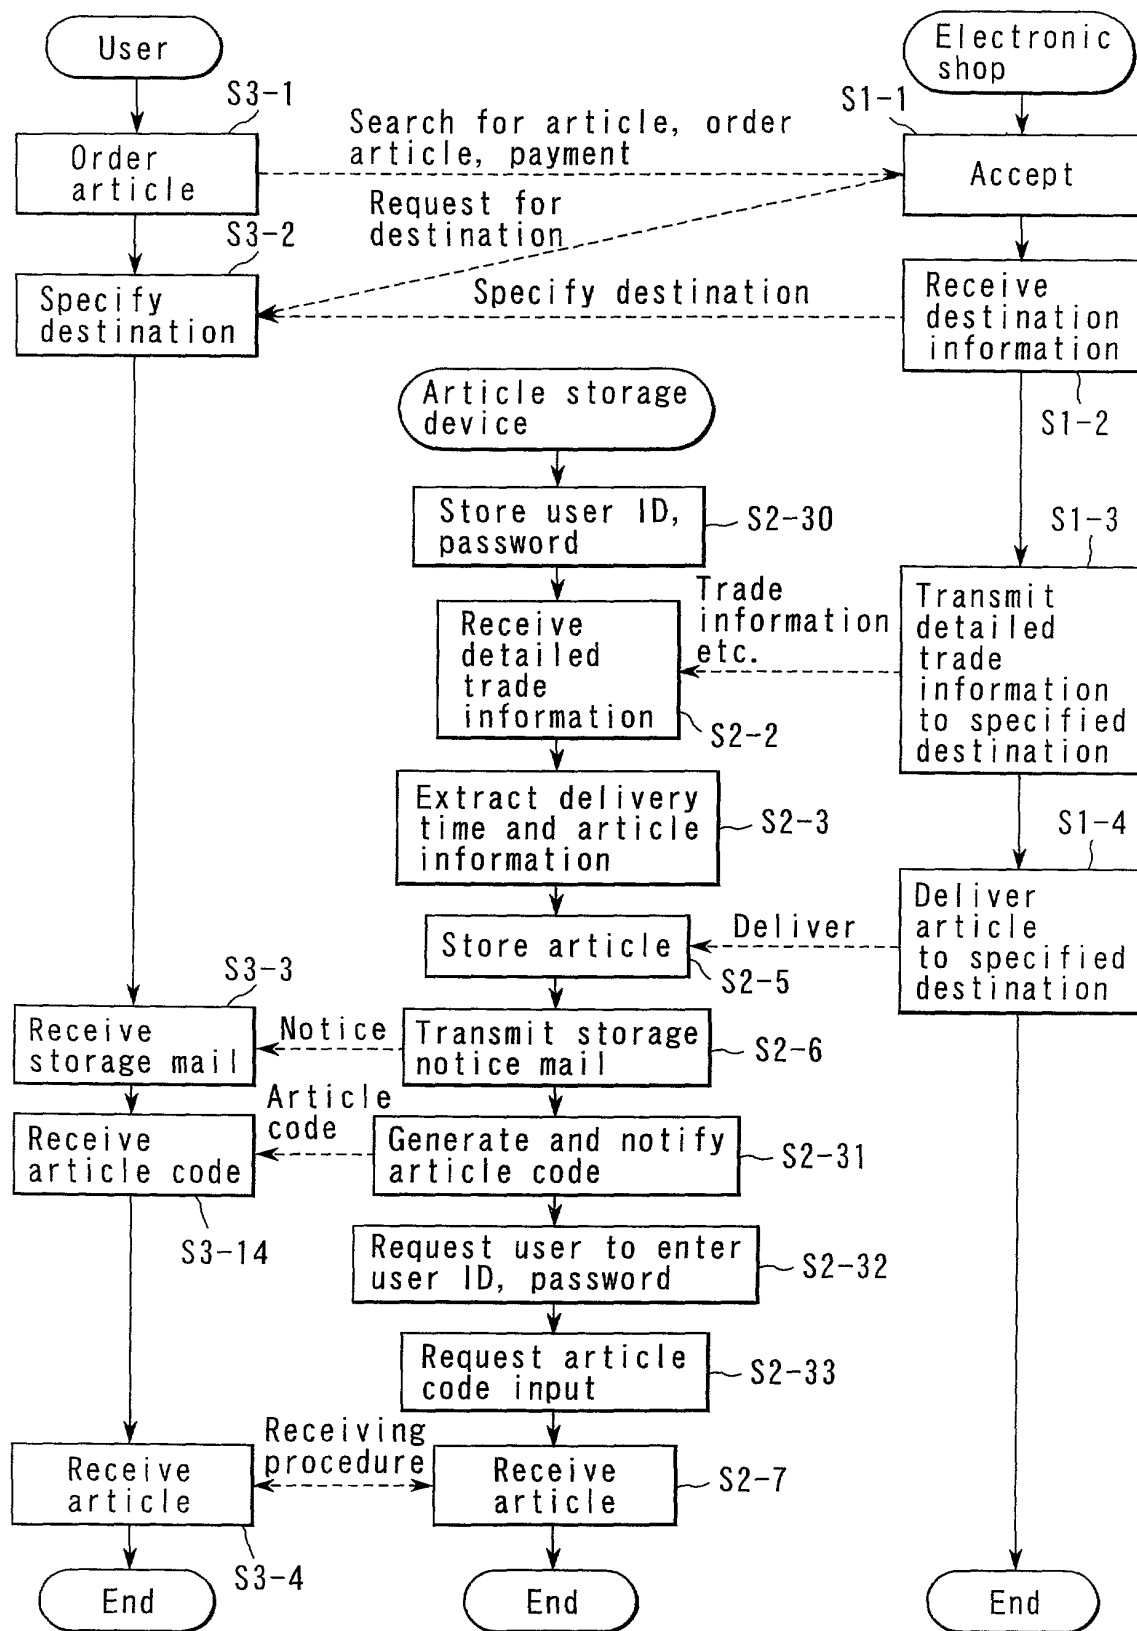 User
Electronic
shop
S3-1
S1-1
Search for article, order
article, payment
Order
article
Accept
Request for
destination
S3-2
Specify
destination
Specify destination
Receive
destination
information
Article storage
device
S1-2
Store user ID,
password
S2-30
S1-3
Trade
information
etc.
Receive
detailed
trade
information
Transmit
detailed
trade
information
to specified
destination
S2-2
Extract delivery
time and article
information
S2-3
S1-4
Deliver
article
to specified
destination
Deliver
Store article
S2-5
S3-3
Receive
storage mail
Notice
Transmit storage
notice mail
S2-6
Article
code
Receive
article code
Generate and notify
article code
S2-31
S3-14
Request user to enter
user ID, password
S2-32
Request article
code input
S2-33
Receiving
procedure
Receive
article
Receive
article
S2-7
S3-4
End
End
End